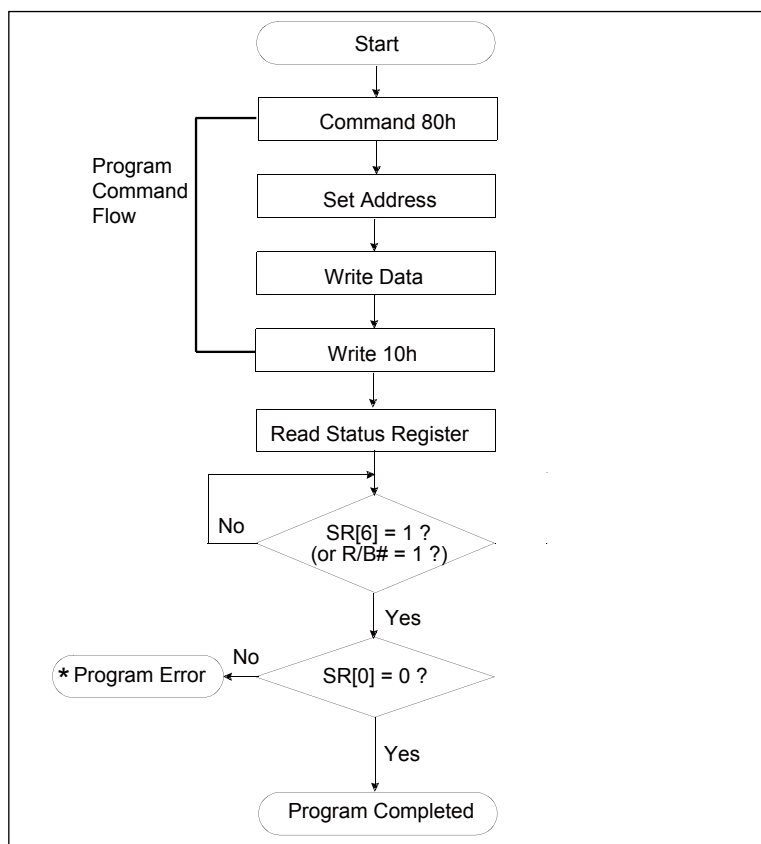 Start
Command 80h
Program
Command
Flow
Set Address
Write Data
Write 10h
Read Status Register
No
SR[6] = 1 ?
(or R/B# = 1 ?)
Yes
No
* Program Error
SR[0] = 0 ?
Yes
Program Completed